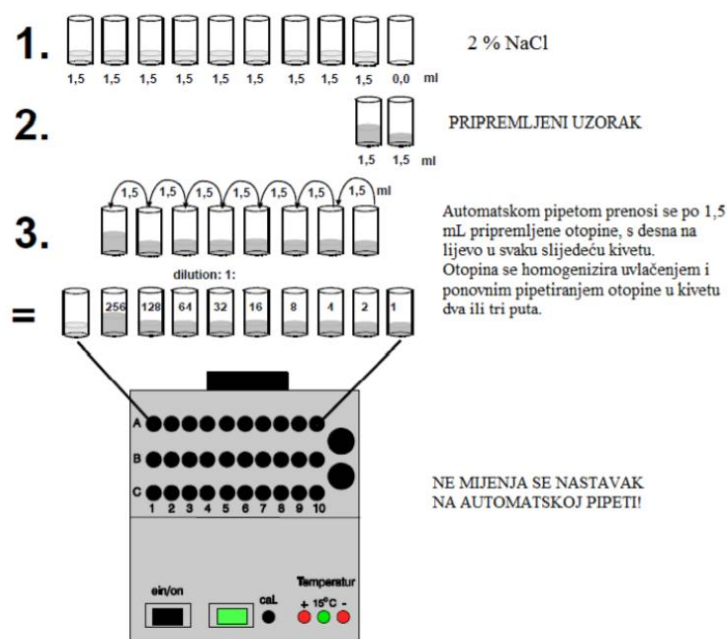 1.
2 % NaCl
1,5 1,5 1,5 1,5 1,5 1,5 1,5 1,5 0,0 ml
2.
PRIPREMLJENI UZORAK
1,5 1,5 ml
3.
1,5 1,5 1,5 1,5 1,5 1,5 1,5 ml
Automatskom pipetom prenosi se po 1,5
mL pripremljene otopine, s desna na
lijevo u svaku slijedeću kivetu.
Otopina se homogenizira uvlačenjem i
ponovnim pipetiranjem otopine u kivetu
dva ili tri puta.
dilution: 1:
= 256 128 64 32 16 8 4 2 1
A
B
C
1 2 3 4 5 6 7 8 9 10
NE MIJENJA SE NASTAVAK
NA AUTOMATSKOJ PIPETI!
ein/on
caL
Temperatur
+ 15°C -